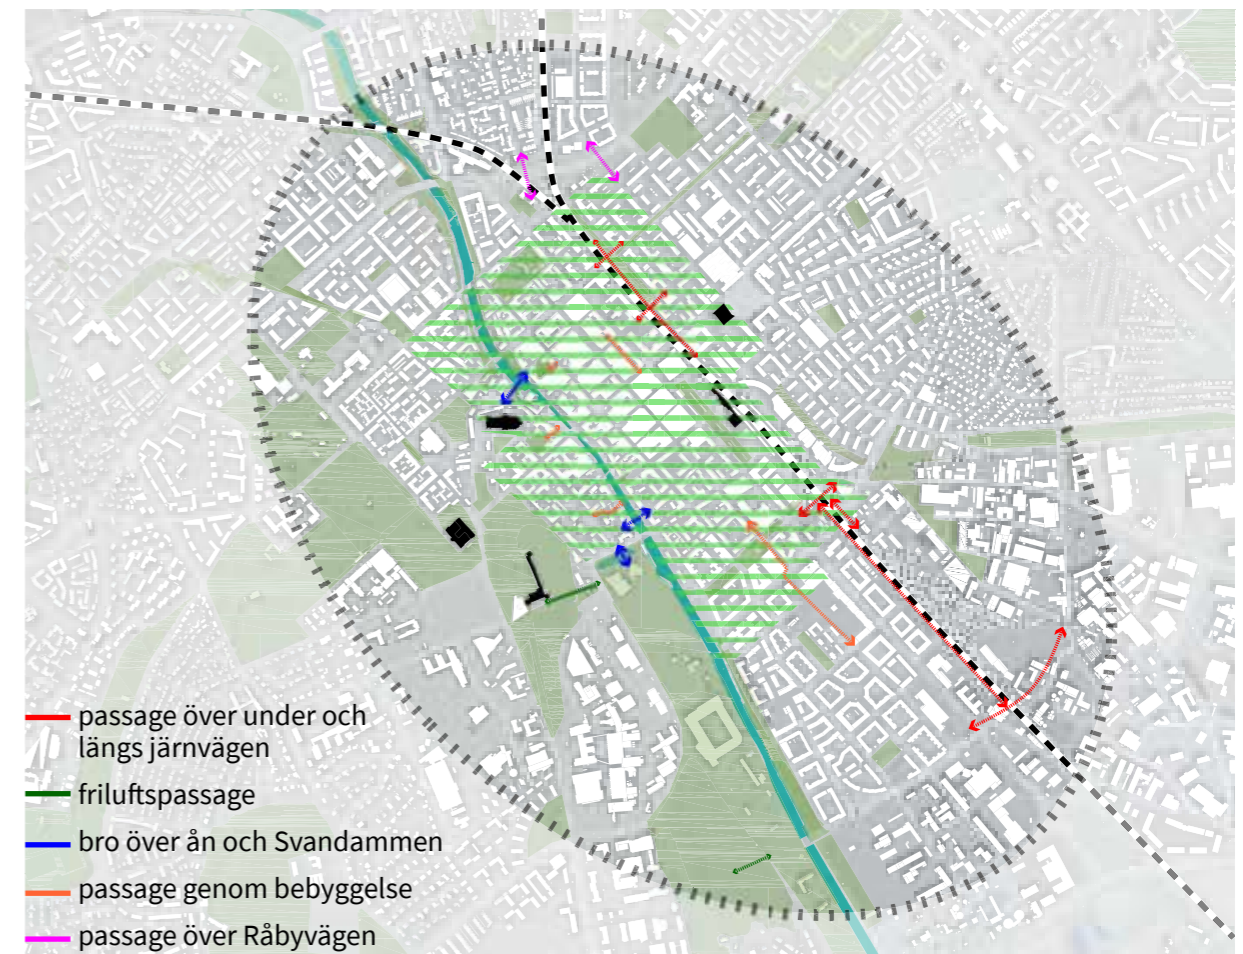 passage över under och
längs järnvägen
friluftspassage
bro över ån och Svandammen
passage genom bebyggelse
passage över Råbyvägen